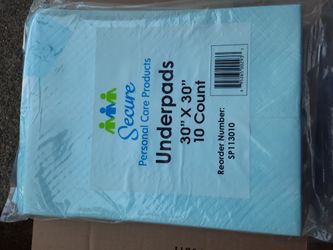 Secure
Personal Care Products
Underpads
30" X 30"
10 Count
Reorder Number:
SP113010